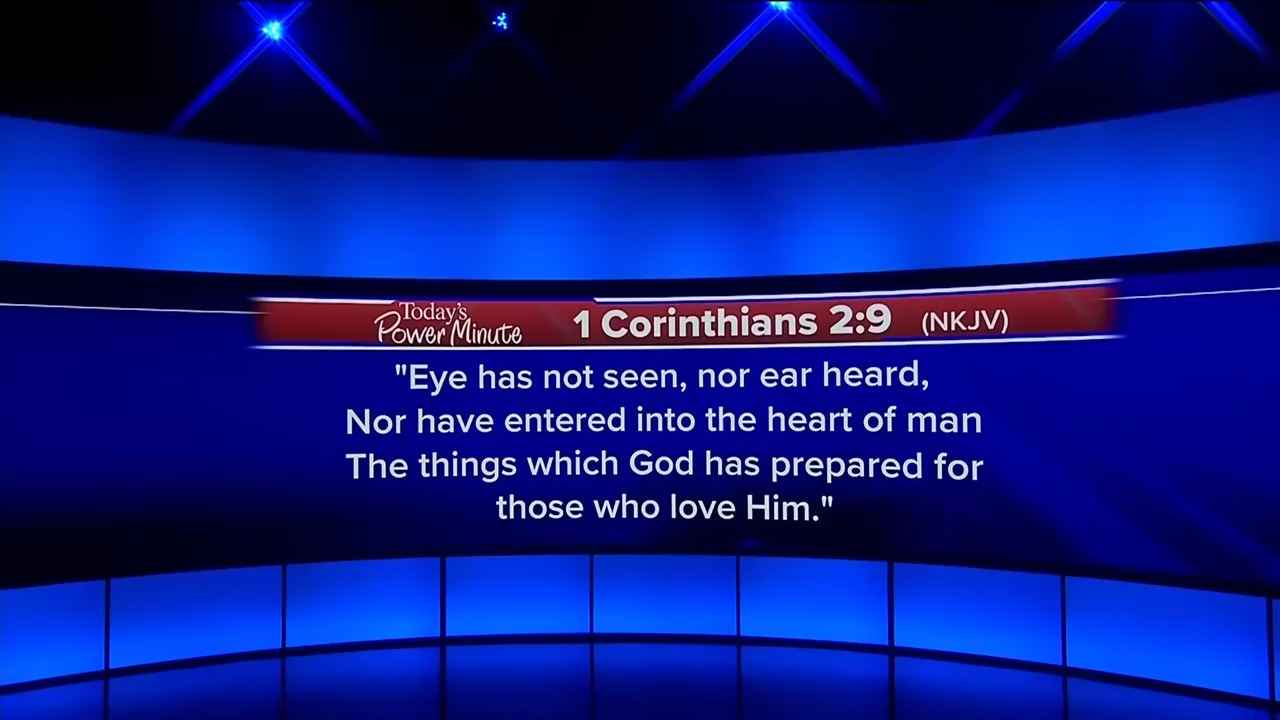 Today's
Power Minute
1 Corinthians 2:9 (NKJV)
"Eye has not seen, nor ear heard,
Nor have entered into the heart of man
The things which God has prepared for
those who love Him."